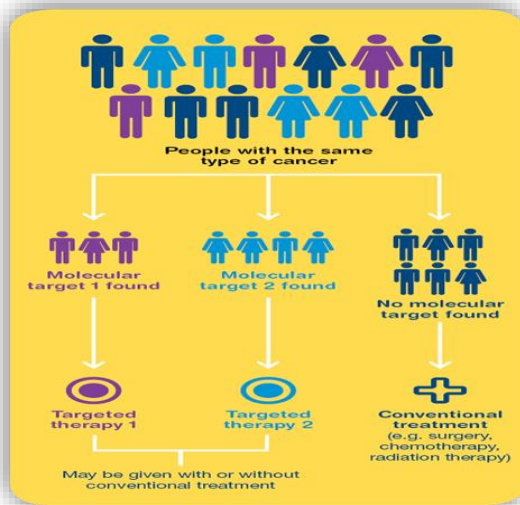 People with the same
type of cancer
Molecular
target 1 found
Molecular
target 2 found
No molecular
target found
Targeted
therapy 1
Targeted
therapy 2
Conventional
treatment
(e.g. surgery,
chemotherapy,
radiation therapy)
May be given with or without
conventional treatment